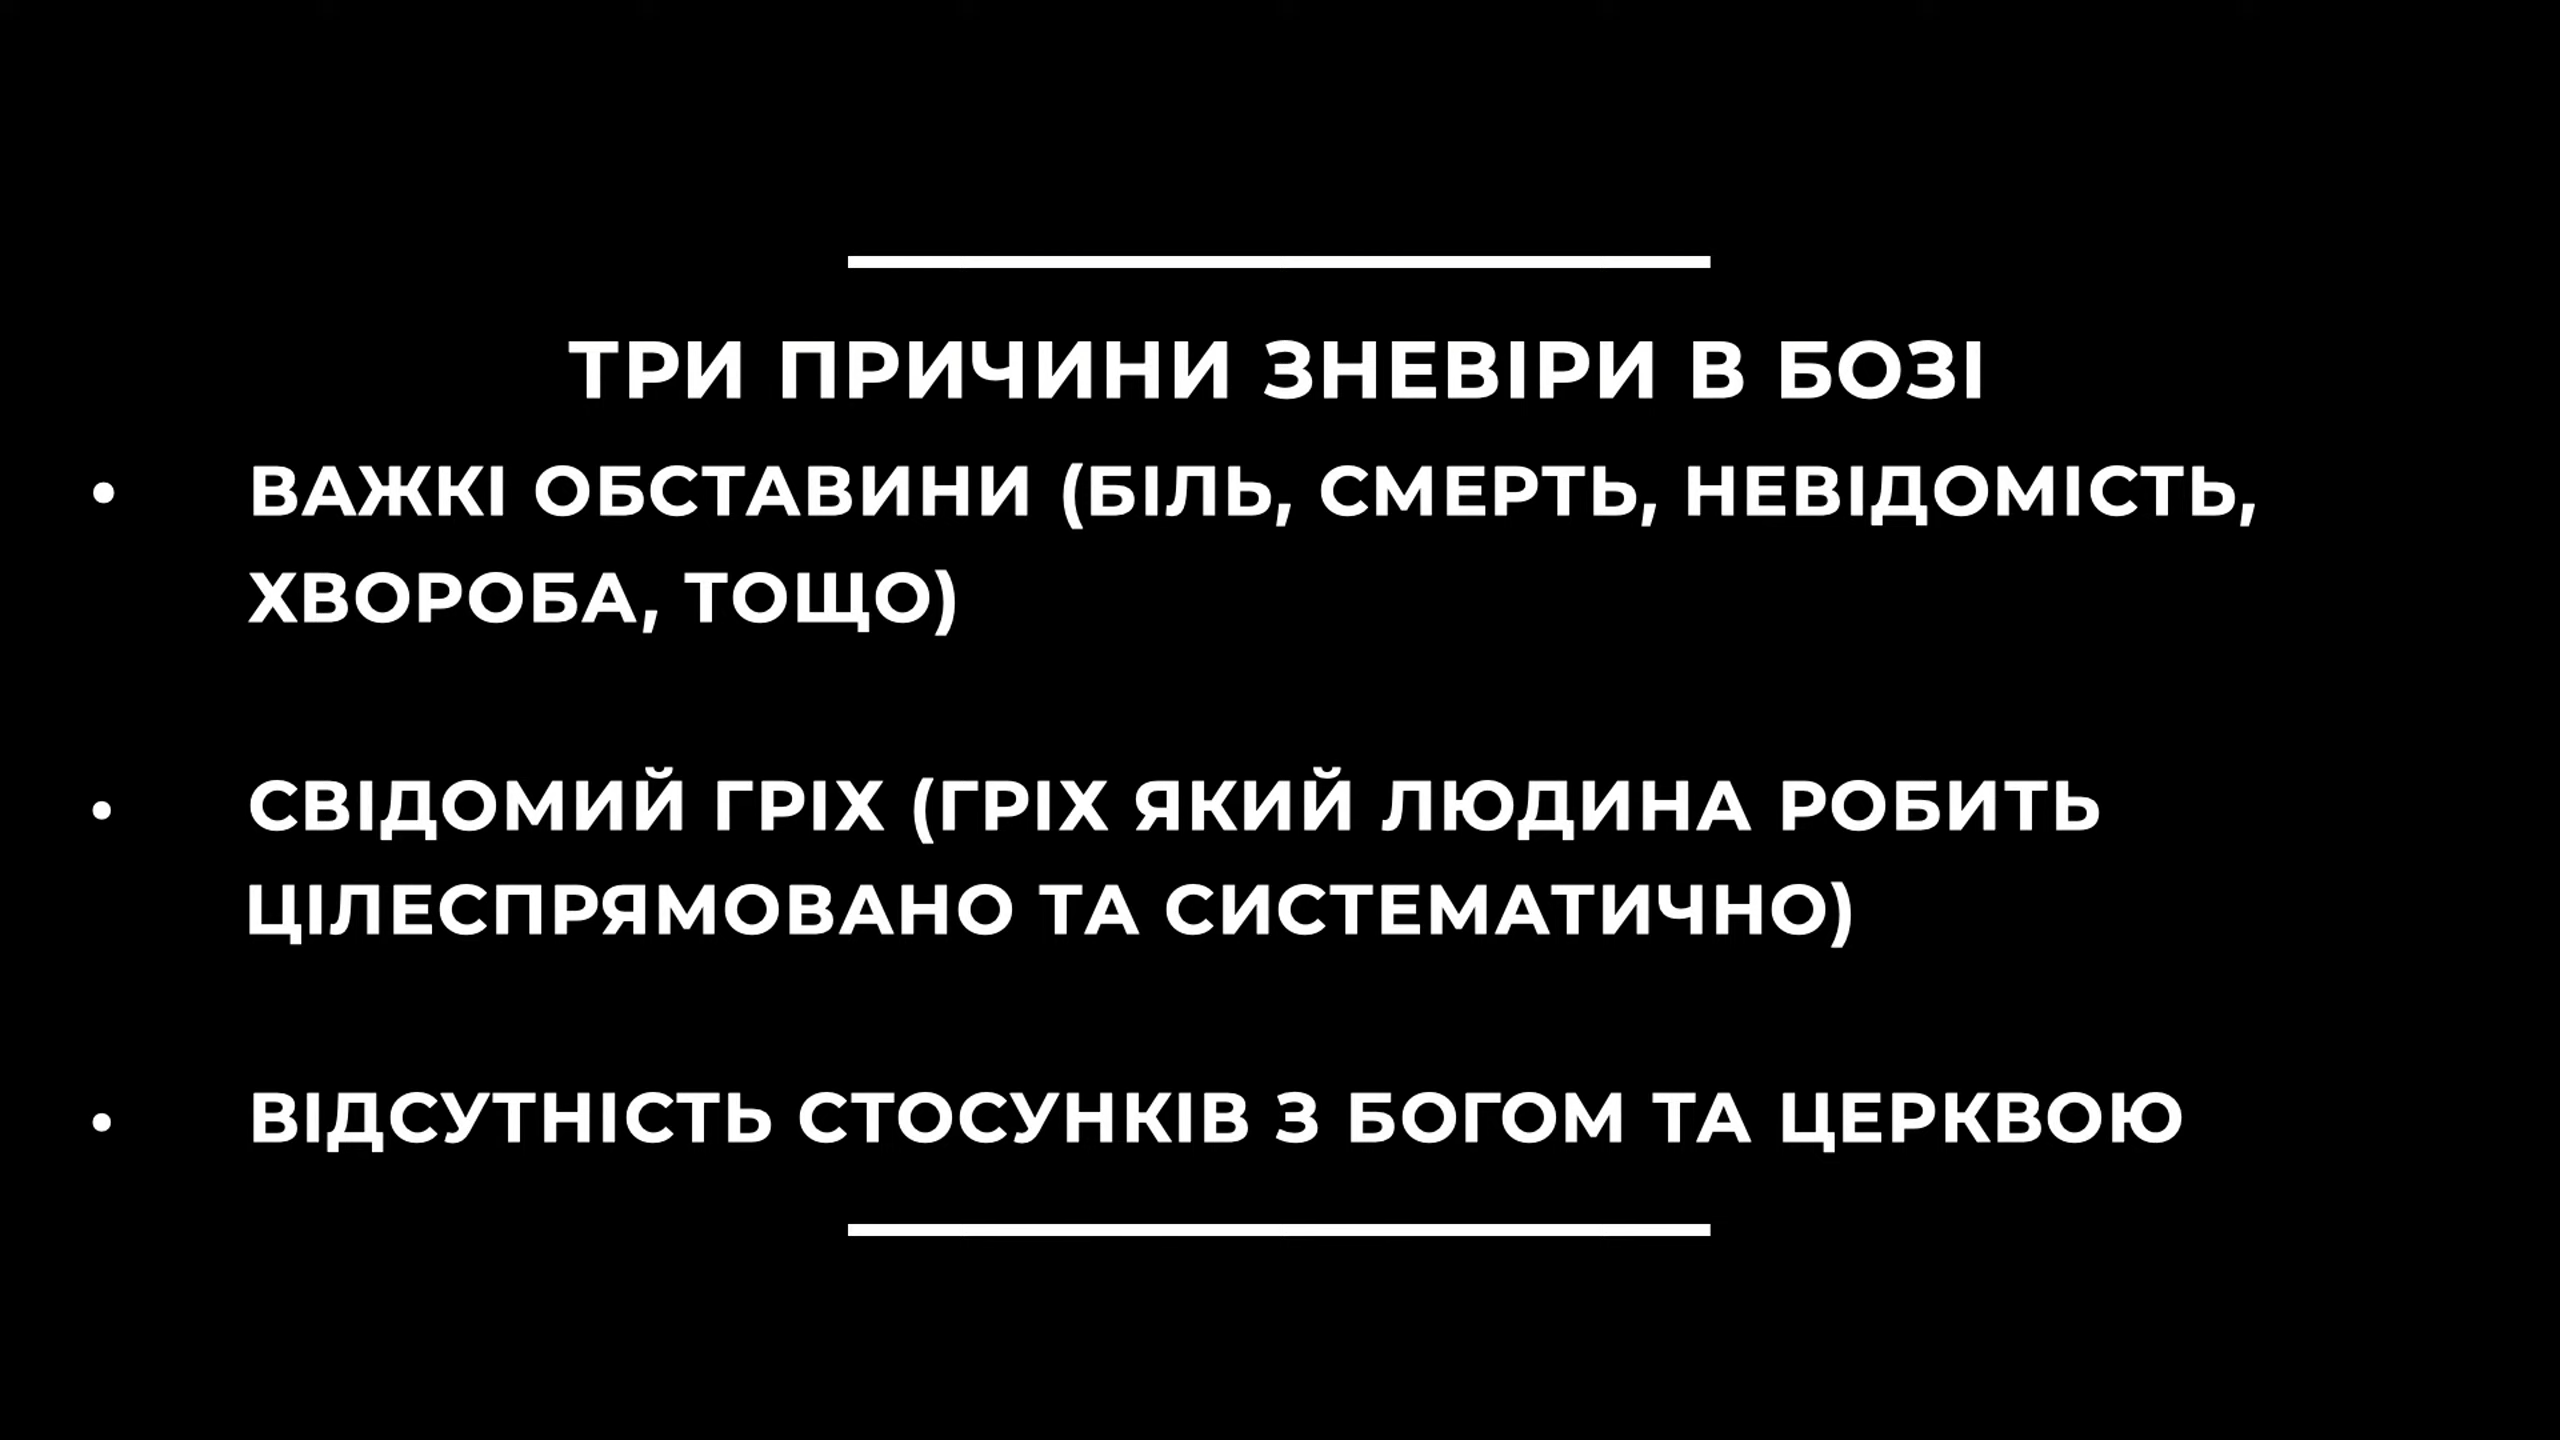 ТРИ ПРИЧИНИ ЗНЕВІРИ В БОЗІ
• ВАЖКІ ОБСТАВИНИ (БІЛЬ, СМЕРТЬ, НЕВІДОМІСТЬ,
ХВОРОБА, ТОЩО)
• СВІДОМИЙ ГРІХ (ГРІХ ЯКИЙ ЛЮДИНА РОБИТЬ
ЦІЛЕСПРЯМОВАНО ТА СИСТЕМАТИЧНО)
• ВІДСУТНІСТЬ СТОСУНКІВ З БОГОМ ТА ЦЕРКВОЮ